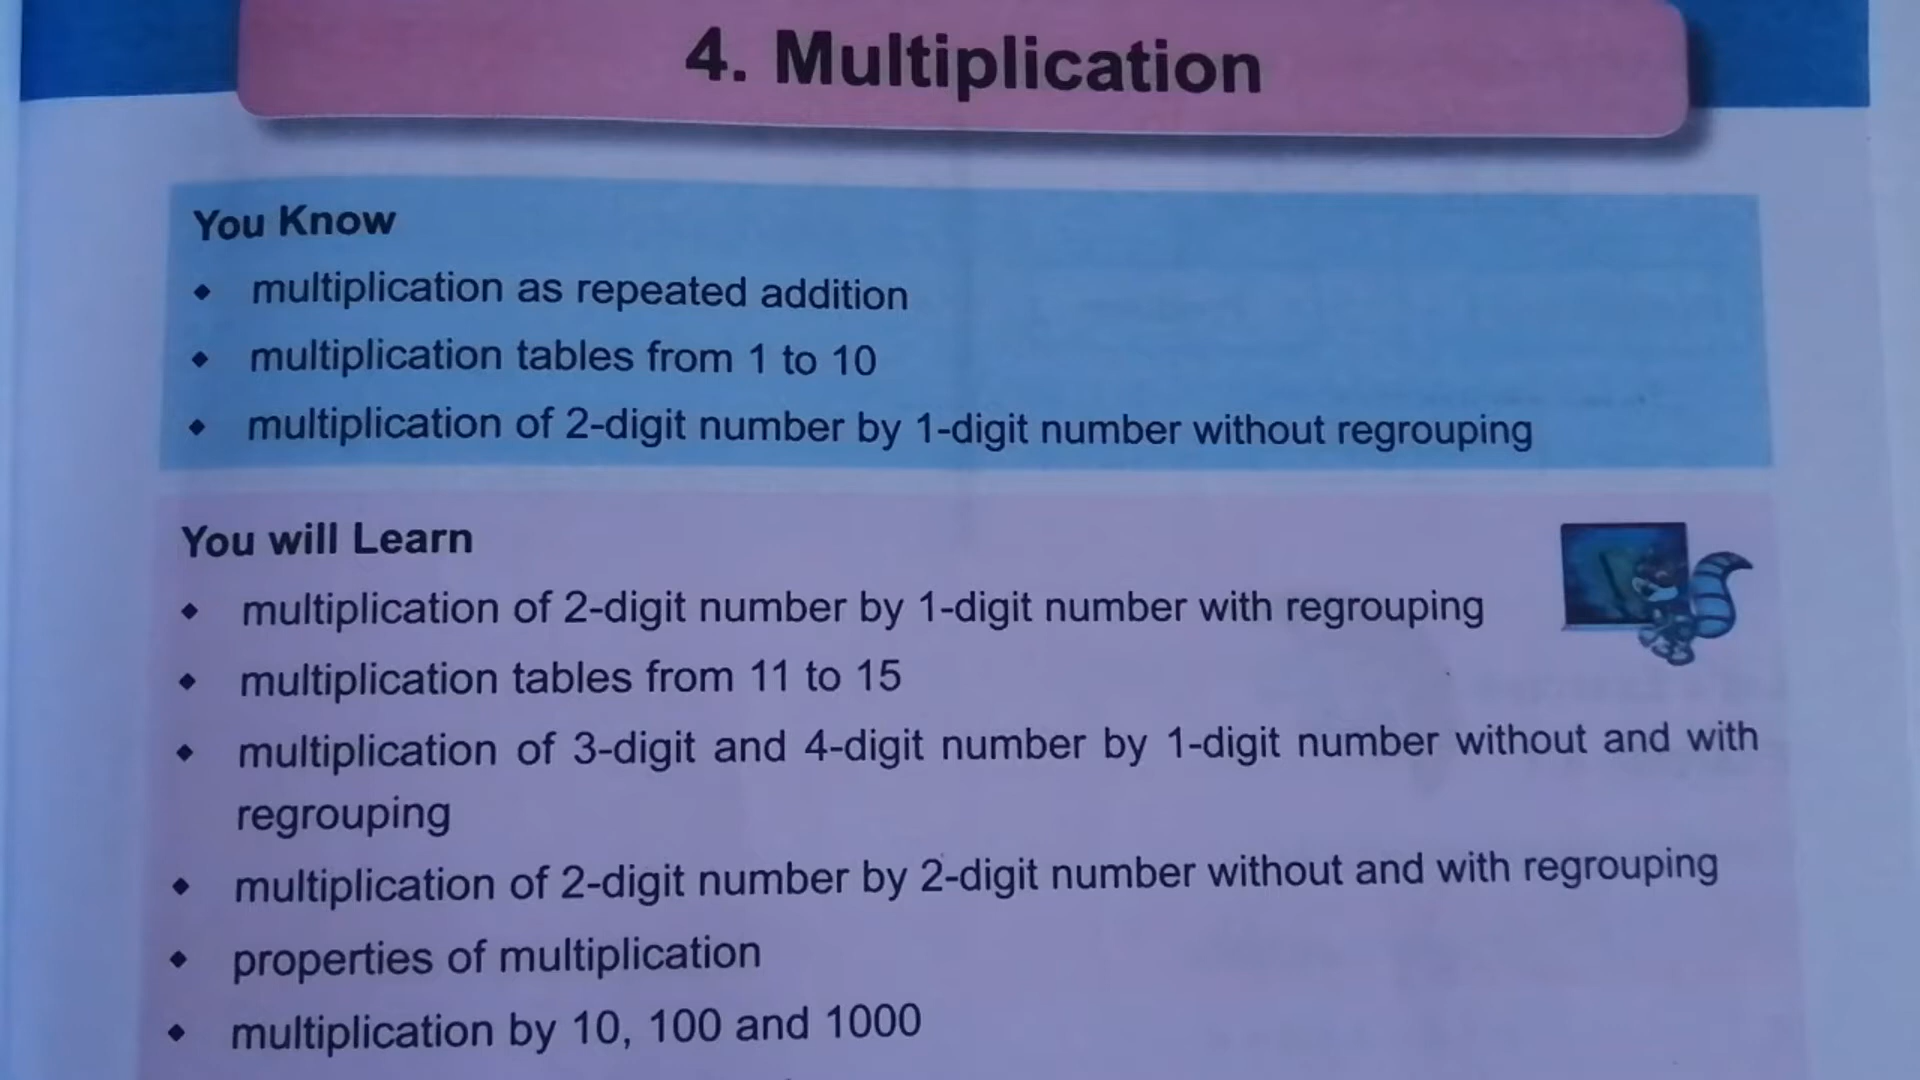 4. Multiplication
You Know
◆ multiplication as repeated addition
◆ multiplication tables from 1 to 10
◆ multiplication of 2-digit number by 1-digit number without regrouping
You will Learn
◆ multiplication of 2-digit number by 1-digit number with regrouping
◆ multiplication tables from 11 to 15
◆ multiplication of 3-digit and 4-digit number by 1-digit number without and with
regrouping
◆ multiplication of 2-digit number by 2-digit number without and with regrouping
◆ properties of multiplication
◆ multiplication by 10, 100 and 1000